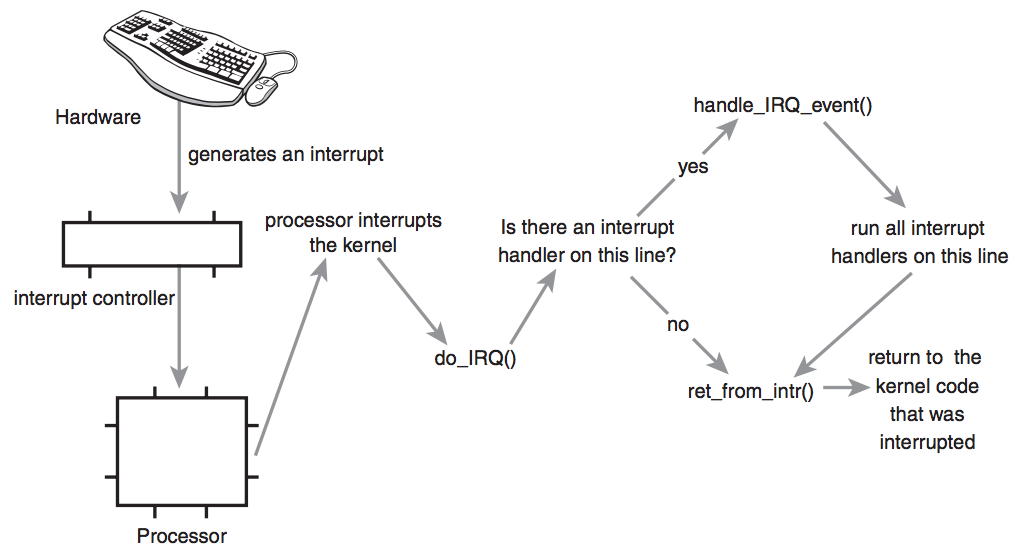 Hardware
generates an interrupt
interrupt controller
Processor
processor interrupts
the kernel
do_IRQ()
Is there an interrupt
handler on this line?
yes
no
handle_IRQ_event()
run all interrupt
handlers on this line
ret_from_intr()
return to the
kernel code
that was
interrupted